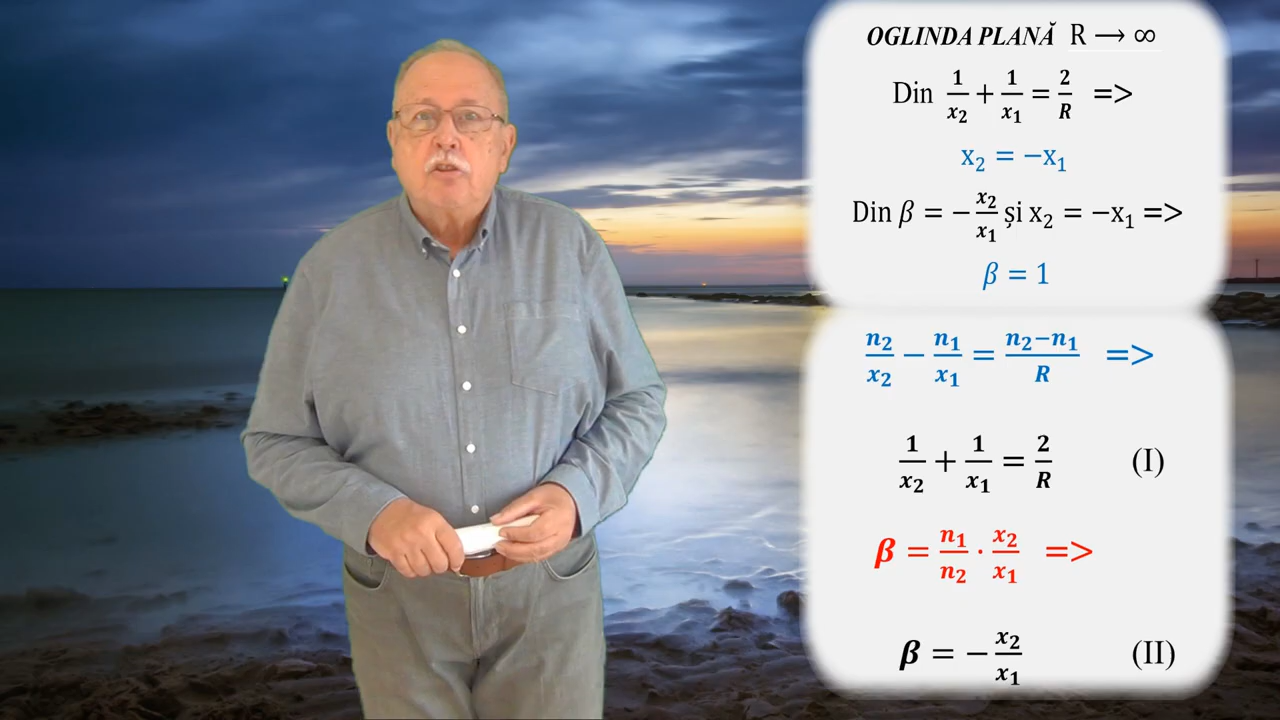 OGLINDA PLANĂ R → ∞
Din 1/x₂ + 1/x₁ = 2/R =>
x₂ = −x₁
Din β = − x₂/x₁ și x₂ = −x₁ =>
β = 1
n₂/x₂ − n₁/x₁ = (n₂−n₁)/R =>
1/x₂ + 1/x₁ = 2/R (I)
β = n₁/n₂ · x₂/x₁ =>
β = − x₂/x₁ (II)